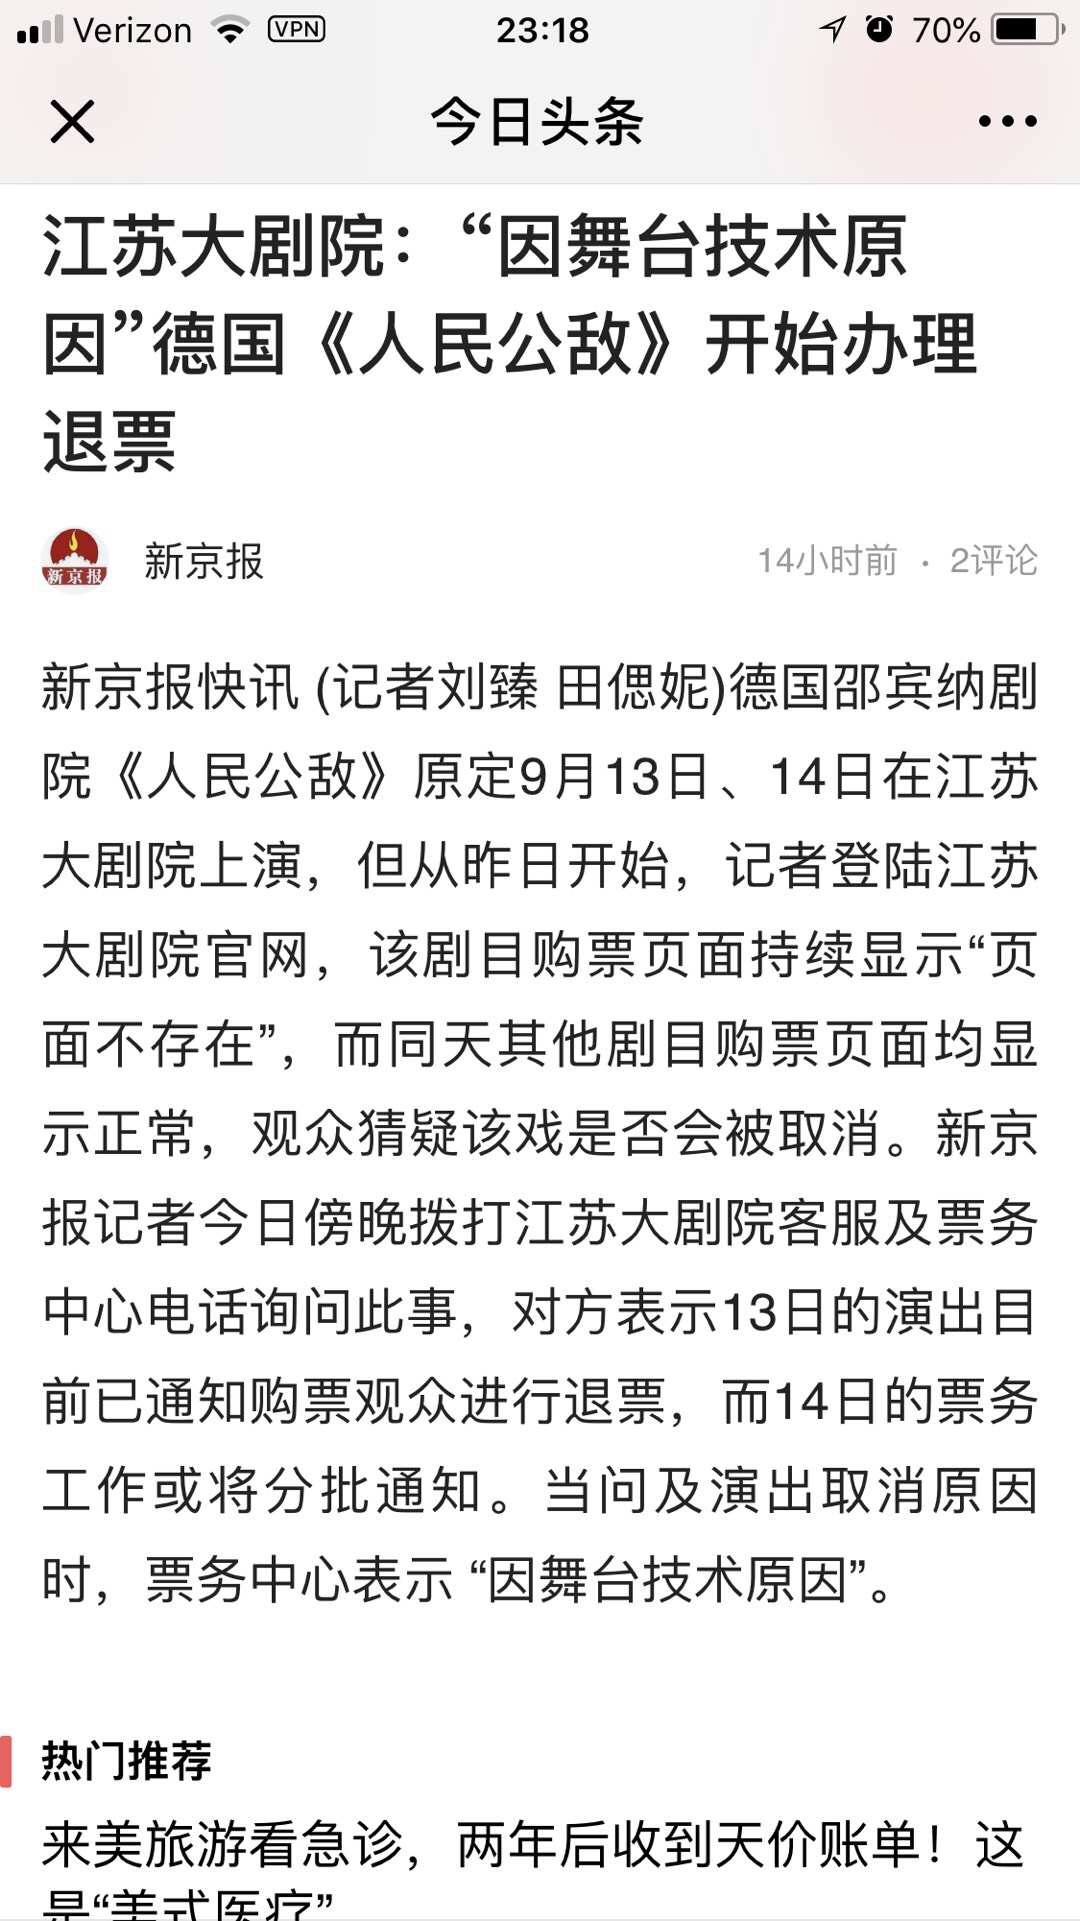 Verizon VPN 23:18 70%
今日头条
江苏大剧院：“因舞台技术原
因”德国《人民公敌》开始办理
退票
新京报 新京报 14小时前 · 2评论
新京报快讯 (记者刘臻 田偲妮)德国邵宾纳剧
院《人民公敌》原定9月13日、14日在江苏
大剧院上演，但从昨日开始，记者登陆江苏
大剧院官网，该剧目购票页面持续显示“页
面不存在”，而同天其他剧目购票页面均显
示正常，观众猜疑该戏是否会被取消。新京
报记者今日傍晚拨打江苏大剧院客服及票务
中心电话询问此事，对方表示13日的演出目
前已通知购票观众进行退票，而14日的票务
工作或将分批通知。当问及演出取消原因
时，票务中心表示 “因舞台技术原因”。
热门推荐
来美旅游看急诊，两年后收到天价账单！这
是“美式医疗”